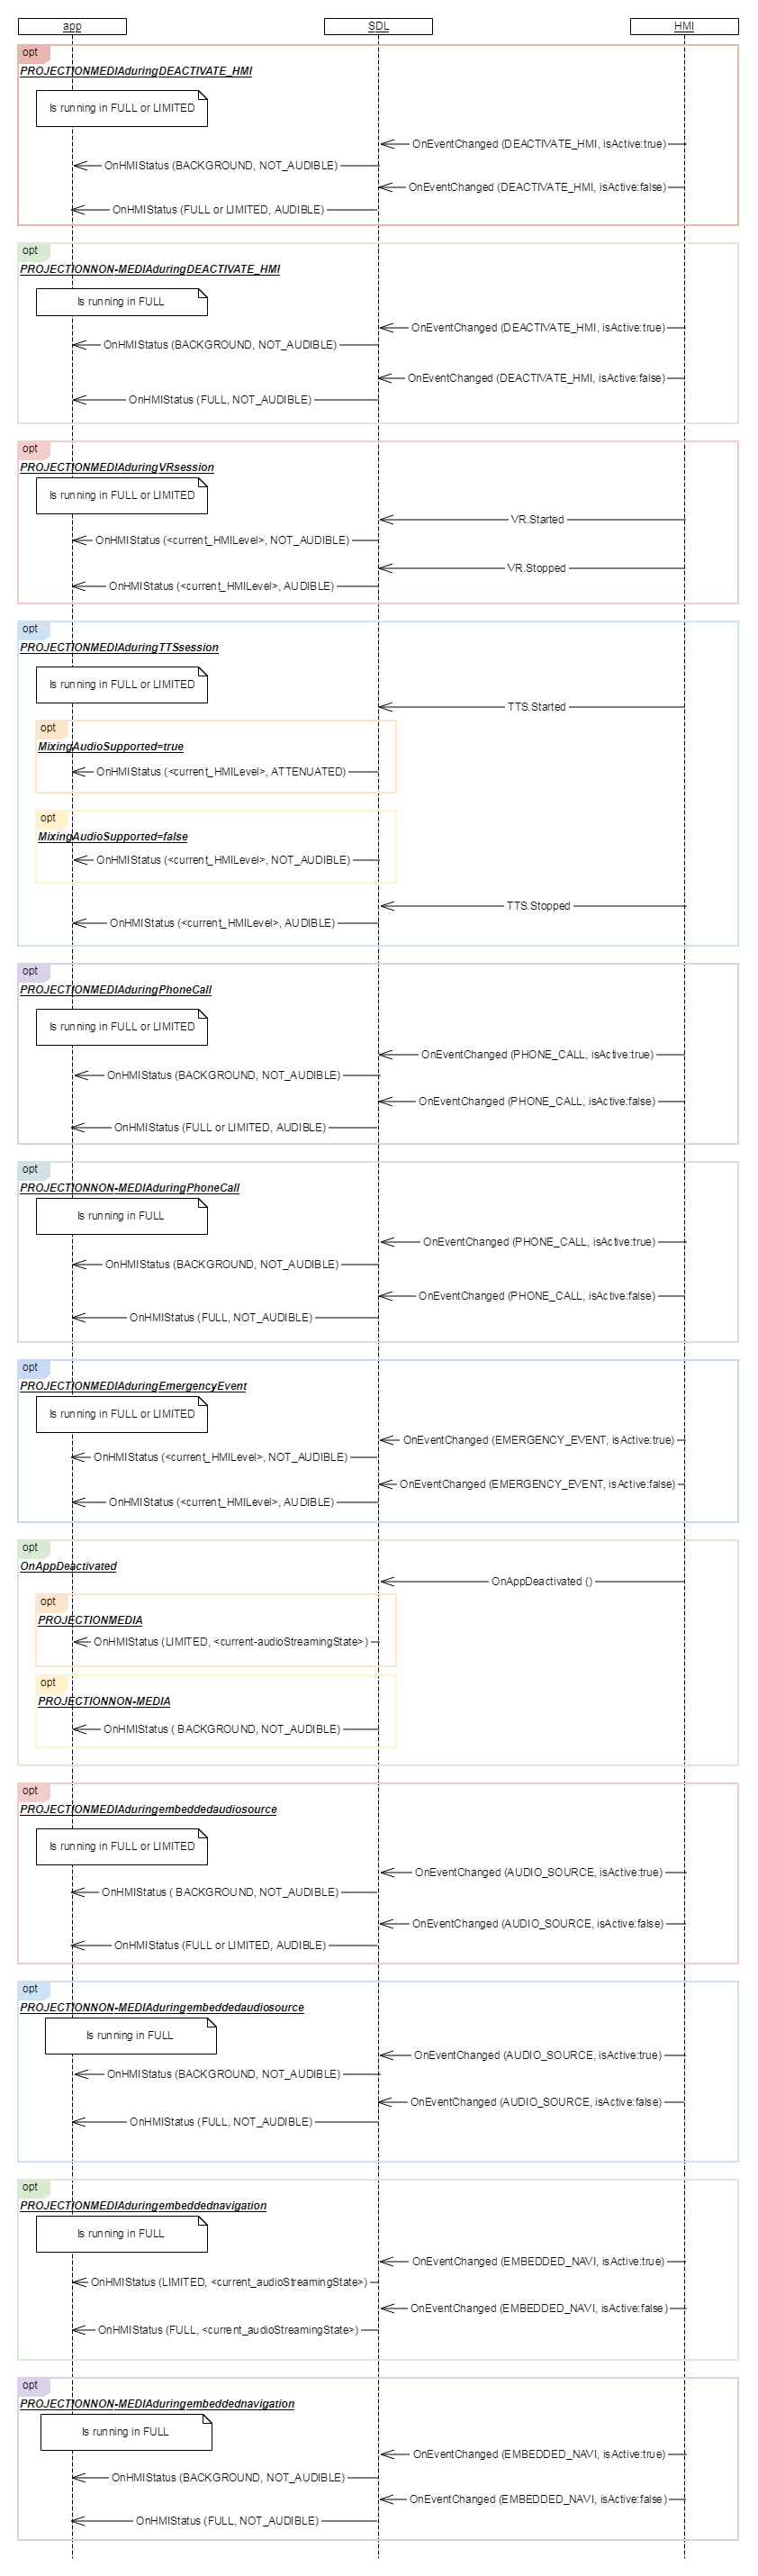 app
SDL
HMI
opt
PROJECTIONMEDIAduringDEACTIVATE_HMI
Is running in FULL or LIMITED
OnEventChanged (DEACTIVATE_HMI, isActive:true)
OnHMIStatus (BACKGROUND, NOT_AUDIBLE)
OnEventChanged (DEACTIVATE_HMI, isActive:false)
OnHMIStatus (FULL or LIMITED, AUDIBLE)
opt
PROJECTIONNON-MEDIAduringDEACTIVATE_HMI
Is running in FULL
OnEventChanged (DEACTIVATE_HMI, isActive:true)
OnHMIStatus (BACKGROUND, NOT_AUDIBLE)
OnEventChanged (DEACTIVATE_HMI, isActive:false)
OnHMIStatus (FULL, NOT_AUDIBLE)
opt
PROJECTIONMEDIAduringVRsession
Is running in FULL or LIMITED
VR.Started
OnHMIStatus (<current_HMILevel>, NOT_AUDIBLE)
VR.Stopped
OnHMIStatus (<current_HMILevel>, AUDIBLE)
opt
PROJECTIONMEDIAduringTTSsession
Is running in FULL or LIMITED
TTS.Started
opt
MixingAudioSupported=true
OnHMIStatus (<current_HMILevel>, ATTENUATED)
opt
MixingAudioSupported=false
OnHMIStatus (<current_HMILevel>, NOT_AUDIBLE)
TTS.Stopped
OnHMIStatus (<current_HMILevel>, AUDIBLE)
opt
PROJECTIONMEDIAduringPhoneCall
Is running in FULL or LIMITED
OnEventChanged (PHONE_CALL, isActive:true)
OnHMIStatus (BACKGROUND, NOT_AUDIBLE)
OnEventChanged (PHONE_CALL, isActive:false)
OnHMIStatus (FULL or LIMITED, AUDIBLE)
opt
PROJECTIONNON-MEDIAduringPhoneCall
Is running in FULL
OnEventChanged (PHONE_CALL, isActive:true)
OnHMIStatus (BACKGROUND, NOT_AUDIBLE)
OnEventChanged (PHONE_CALL, isActive:false)
OnHMIStatus (FULL, NOT_AUDIBLE)
opt
PROJECTIONMEDIAduringEmergencyEvent
Is running in FULL or LIMITED
OnEventChanged (EMERGENCY_EVENT, isActive:true)
OnHMIStatus (<current_HMILevel>, NOT_AUDIBLE)
OnEventChanged (EMERGENCY_EVENT, isActive:false)
OnHMIStatus (<current_HMILevel>, AUDIBLE)
opt
OnAppDeactivated
OnAppDeactivated ()
opt
PROJECTIONMEDIA
OnHMIStatus (LIMITED, <current-audioStreamingState>)
opt
PROJECTIONNON-MEDIA
OnHMIStatus ( BACKGROUND, NOT_AUDIBLE)
opt
PROJECTIONMEDIAduringembeddedaudiosource
Is running in FULL or LIMITED
OnEventChanged (AUDIO_SOURCE, isActive:true)
OnHMIStatus ( BACKGROUND, NOT_AUDIBLE)
OnEventChanged (AUDIO_SOURCE, isActive:false)
OnHMIStatus (FULL or LIMITED, AUDIBLE)
opt
PROJECTIONNON-MEDIAduringembeddedaudiosource
Is running in FULL
OnEventChanged (AUDIO_SOURCE, isActive:true)
OnHMIStatus (BACKGROUND, NOT_AUDIBLE)
OnEventChanged (AUDIO_SOURCE, isActive:false)
OnHMIStatus (FULL, NOT_AUDIBLE)
opt
PROJECTIONMEDIAduringembeddednavigation
Is running in FULL
OnEventChanged (EMBEDDED_NAVI, isActive:true)
OnHMIStatus (LIMITED, <current_audioStreamingState>)
OnEventChanged (EMBEDDED_NAVI, isActive:false)
OnHMIStatus (FULL, <current_audioStreamingState>)
opt
PROJECTIONNON-MEDIAduringembeddednavigation
Is running in FULL
OnEventChanged (EMBEDDED_NAVI, isActive:true)
OnHMIStatus (BACKGROUND, NOT_AUDIBLE)
OnEventChanged (EMBEDDED_NAVI, isActive:false)
OnHMIStatus (FULL, NOT_AUDIBLE)